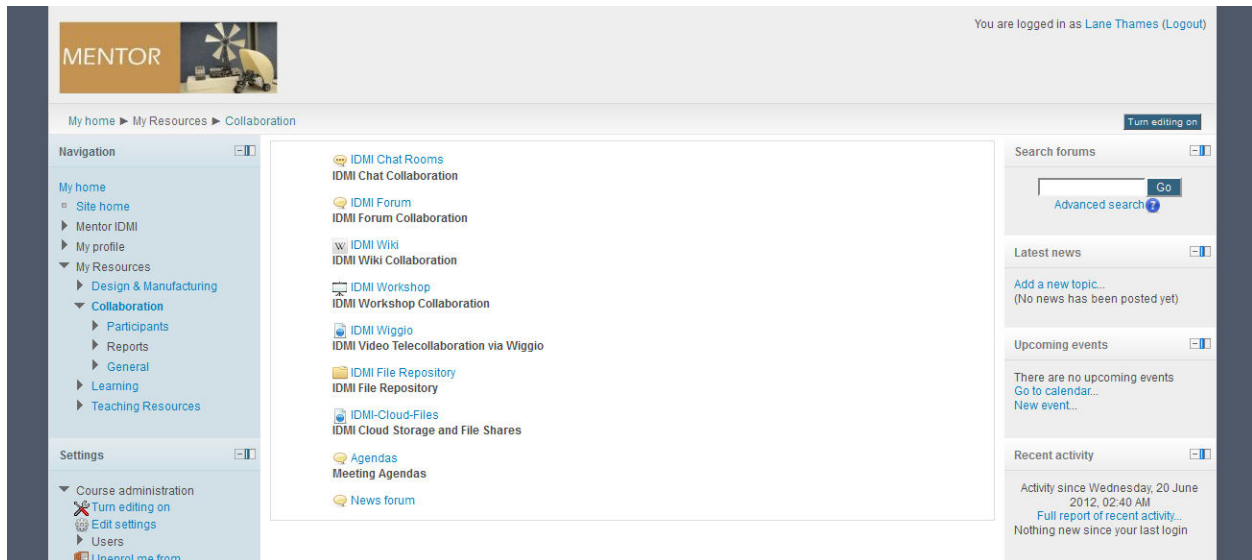 MENTOR
You are logged in as Lane Thames (Logout)
My home ► My Resources ► Collaboration
Turn editing on
Navigation
My home
Site home
Mentor IDMI
My profile
My Resources
Design & Manufacturing
Collaboration
Participants
Reports
General
Learning
Teaching Resources
Settings
Course administration
Turn editing on
Edit settings
Users
Unenrol me from
IDMI Chat Rooms
IDMI Chat Collaboration
IDMI Forum
IDMI Forum Collaboration
W IDMI Wiki
IDMI Wiki Collaboration
IDMI Workshop
IDMI Workshop Collaboration
IDMI Wiggio
IDMI Video Telecollaboration via Wiggio
IDMI File Repository
IDMI File Repository
IDMI-Cloud-Files
IDMI Cloud Storage and File Shares
Agendas
Meeting Agendas
News forum
Search forums
Go
Advanced search ?
Latest news
Add a new topic...
(No news has been posted yet)
Upcoming events
There are no upcoming events
Go to calendar...
New event...
Recent activity
Activity since Wednesday, 20 June
2012, 02:40 AM
Full report of recent activity...
Nothing new since your last login